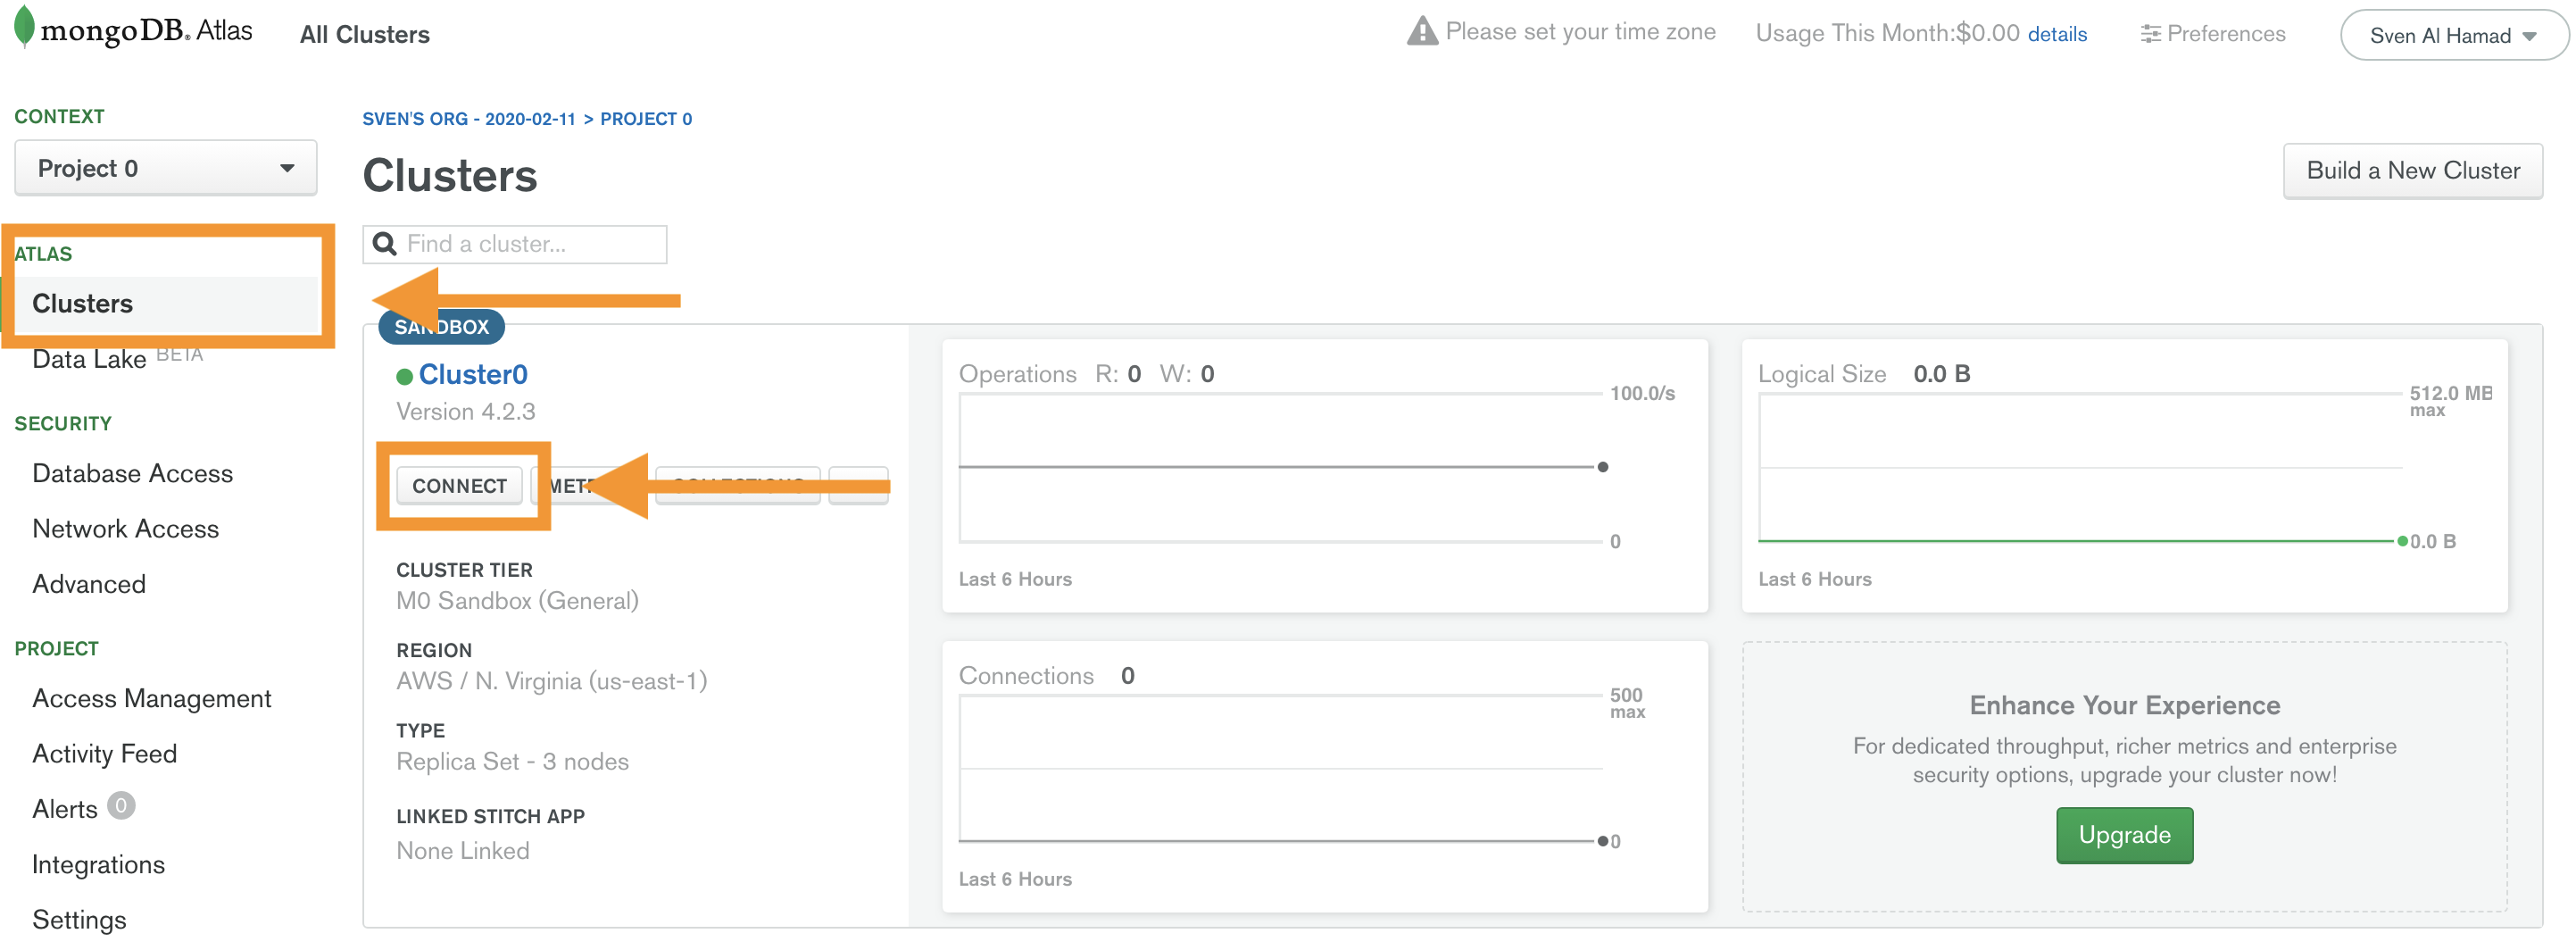 mongoDB. Atlas
All Clusters
Please set your time zone
Usage This Month:$0.00 details
Preferences
Sven Al Hamad
CONTEXT
Project 0
ATLAS
Clusters
Data Lake BETA
SECURITY
Database Access
Network Access
Advanced
PROJECT
Access Management
Activity Feed
Alerts 0
Integrations
Settings
SVEN'S ORG - 2020-02-11 > PROJECT 0
Clusters
Build a New Cluster
Find a cluster...
SANDBOX
Cluster0
Version 4.2.3
CONNECT
CLUSTER TIER
M0 Sandbox (General)
REGION
AWS / N. Virginia (us-east-1)
TYPE
Replica Set - 3 nodes
LINKED STITCH APP
None Linked
Operations R: 0 W: 0
100.0/s
0
Last 6 Hours
Logical Size 0.0 B
512.0 MB
max
0.0 B
Last 6 Hours
Connections 0
500
max
0
Last 6 Hours
Enhance Your Experience
For dedicated throughput, richer metrics and enterprise
security options, upgrade your cluster now!
Upgrade